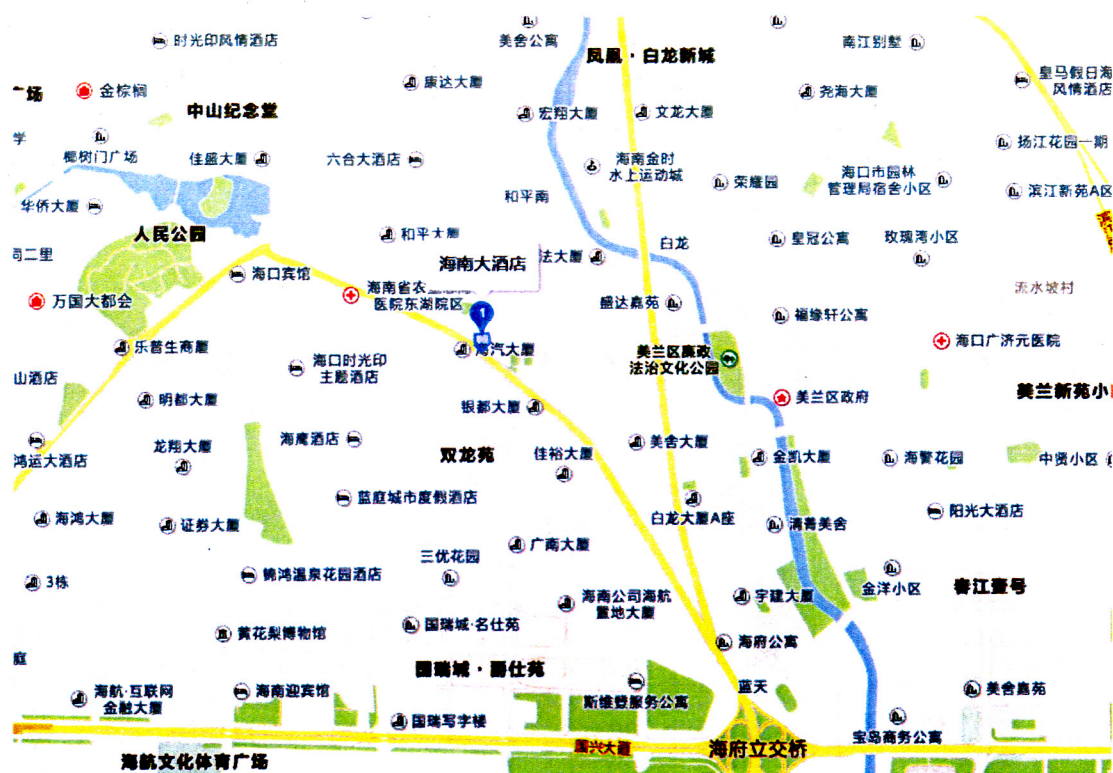 时光印风情酒店
美舍公寓
南江别墅
凤凰·白龙新城
康达大厦
皇马假日海
风情酒店
广场
金棕榈
中山纪念堂
尧海大厦
宏翔大厦
文龙大厦
学
椰树门广场
佳盛大厦
六合大酒店
海南金时
水上运动城
荣耀园
海口市园林
管理局宿舍小区
扬江花园一期
滨江新苑A区
华侨大厦
和平南
人民公园
和平大厦
白龙
皇冠公寓
玫瑰湾小区
司二里
海口宾馆
海南大酒店
法大厦
海南省农
医院东湖院区
1
万国大都会
盛达嘉苑
福缘轩公寓
流水坡村
乐普生商厦
湾汽大厦
海口广济元医院
海口时光印
主题酒店
美兰区廉政
法治文化公园
山酒店
明都大厦
银都大厦
美兰区政府
美兰新苑小
鸿运大酒店
龙翔大厦
海鹰酒店
双龙苑
佳裕大厦
美舍大厦
金凯大厦
海警花园
中贤小区
蓝庭城市度假酒店
白龙大厦A座
阳光大酒店
海鸿大厦
证券大厦
清菁美舍
广南大厦
三优花园
3栋
锦鸿温泉花园酒店
金洋小区
春江壹号
海南公司海航
置地大厦
宇建大厦
黄花梨博物馆
国瑞城·名仕苑
海府公寓
庭
国瑞城·爵仕苑
海航·互联网
金融大厦
海南迎宾馆
斯维登服务公寓
蓝天
美舍嘉苑
国瑞写字楼
宝岛商务公寓
国兴大道
海府立交桥
海航文化体育广场